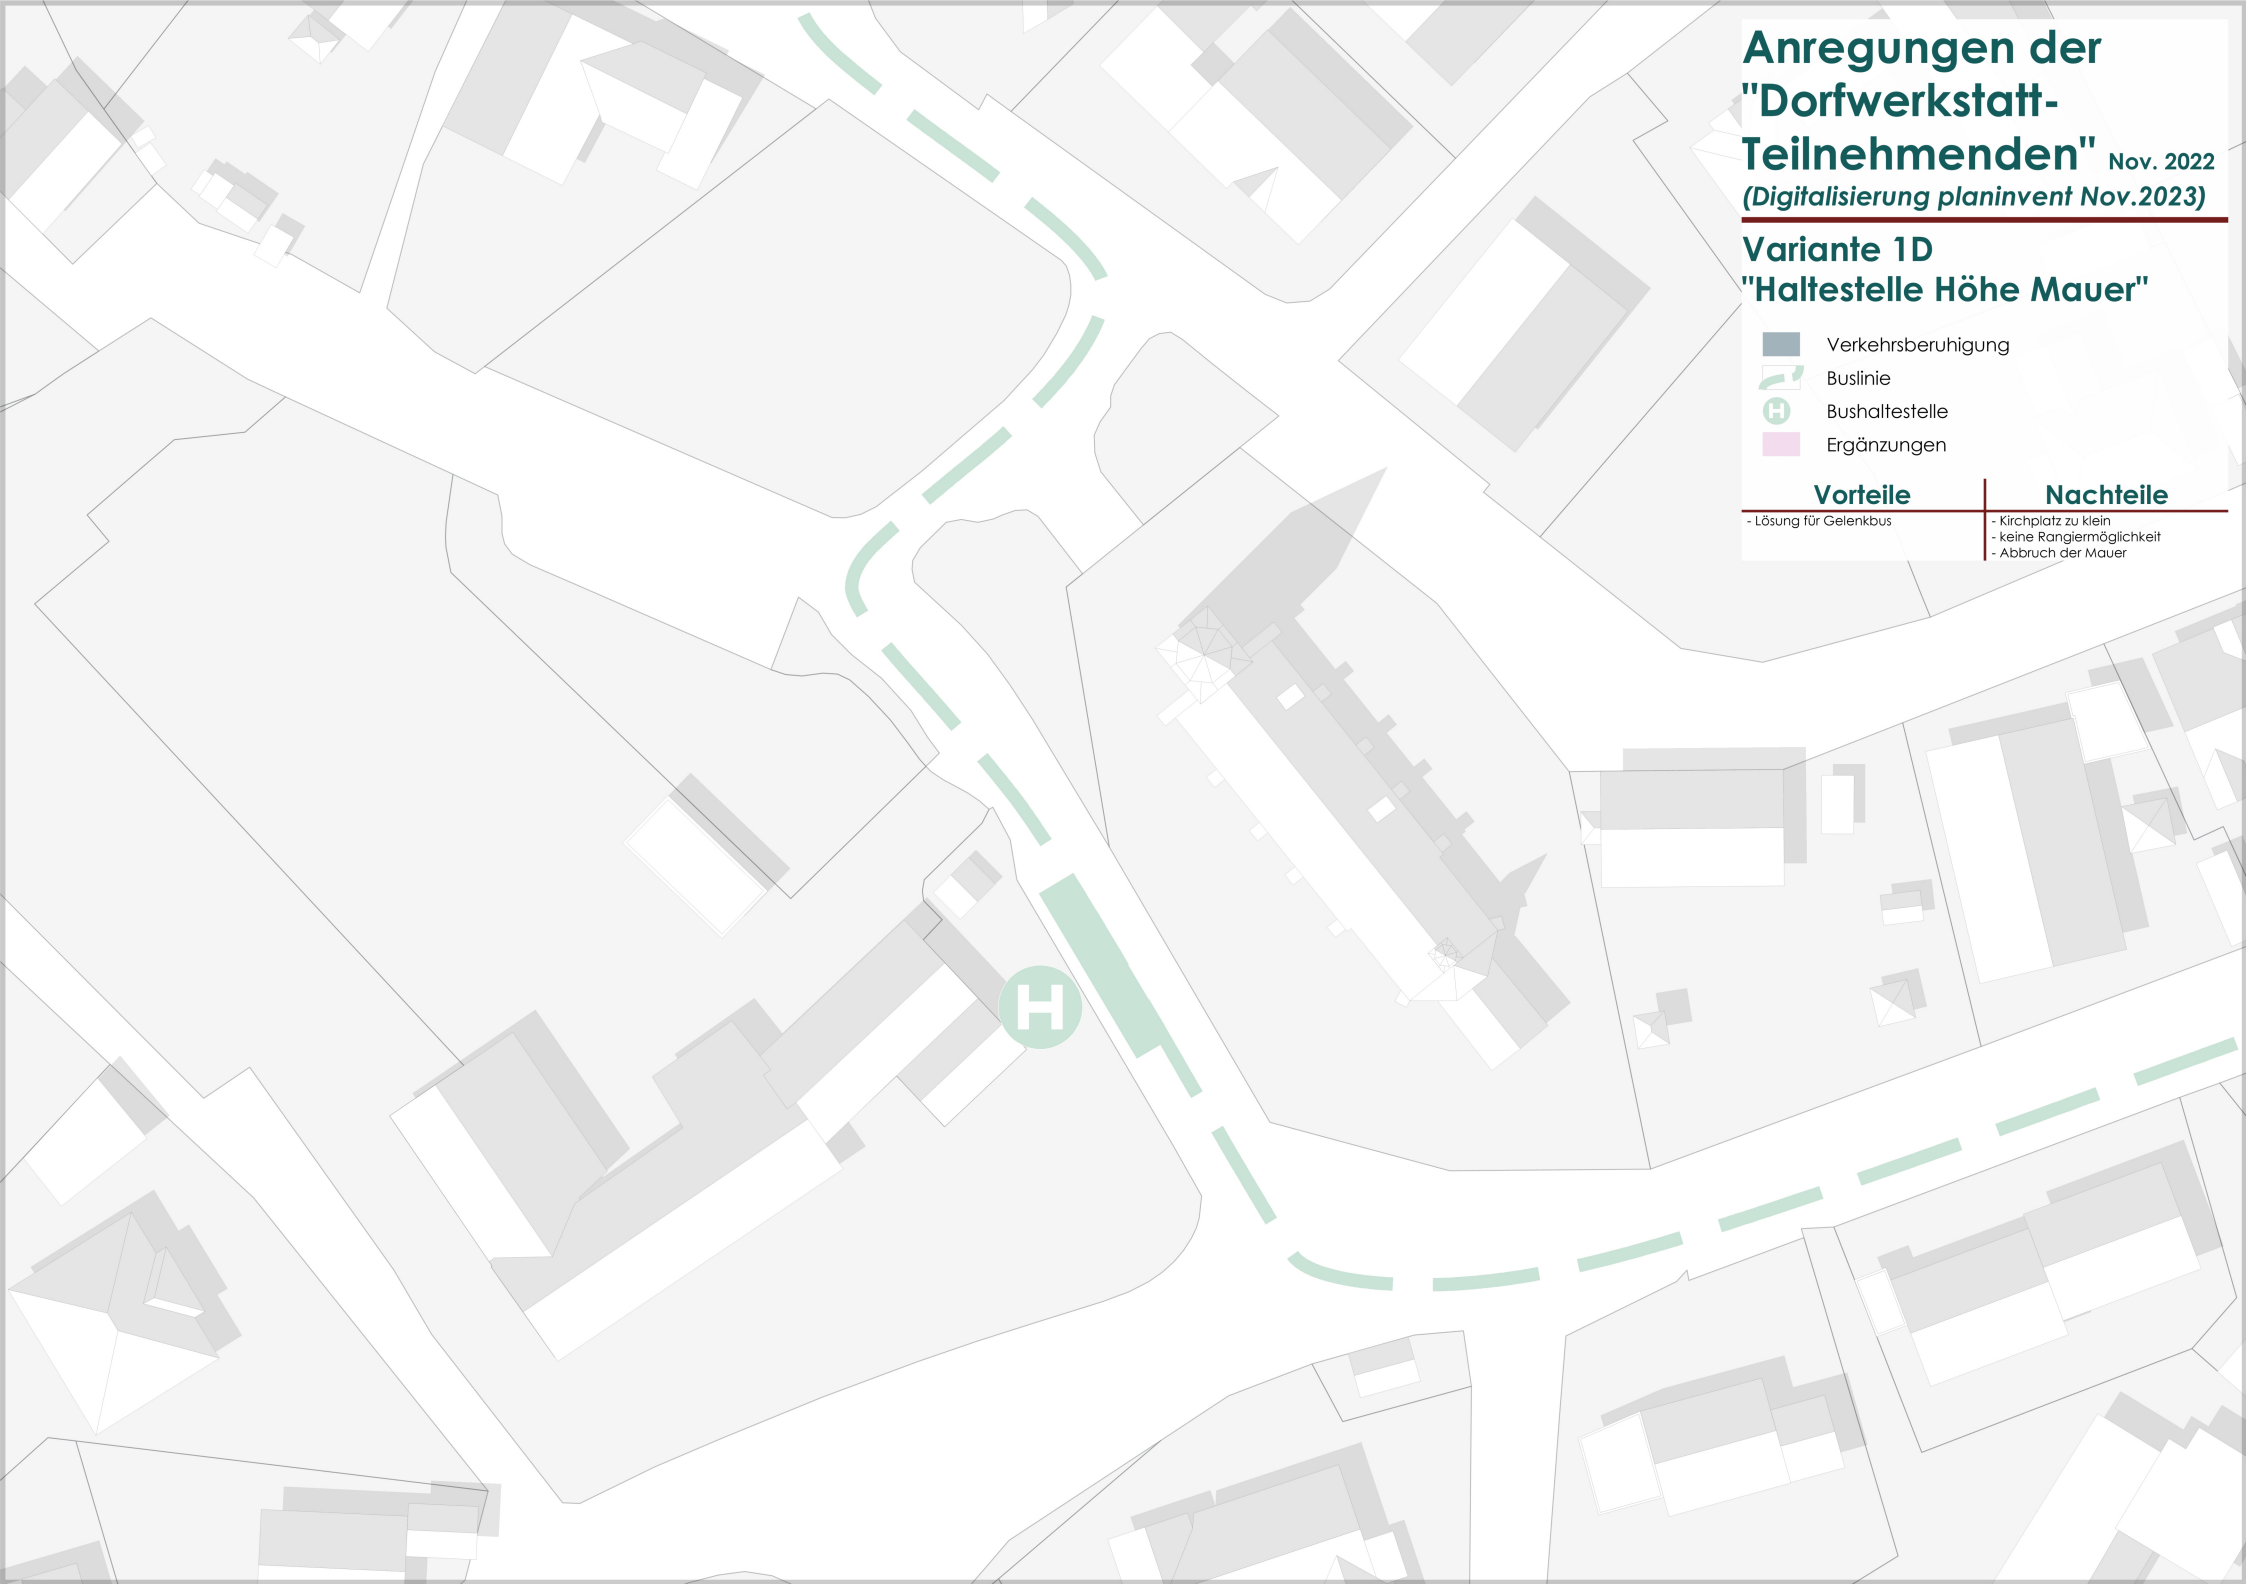 Anregungen der
"Dorfwerkstatt-
Teilnehmenden" Nov. 2022
(Digitalisierung planinvent Nov.2023)
Variante 1D
"Haltestelle Höhe Mauer"
Verkehrsberuhigung
Buslinie
H Bushaltestelle
Ergänzungen
Vorteile
- Lösung für Gelenkbus
Nachteile
- Kirchplatz zu klein
- keine Rangiermöglichkeit
- Abbruch der Mauer
H